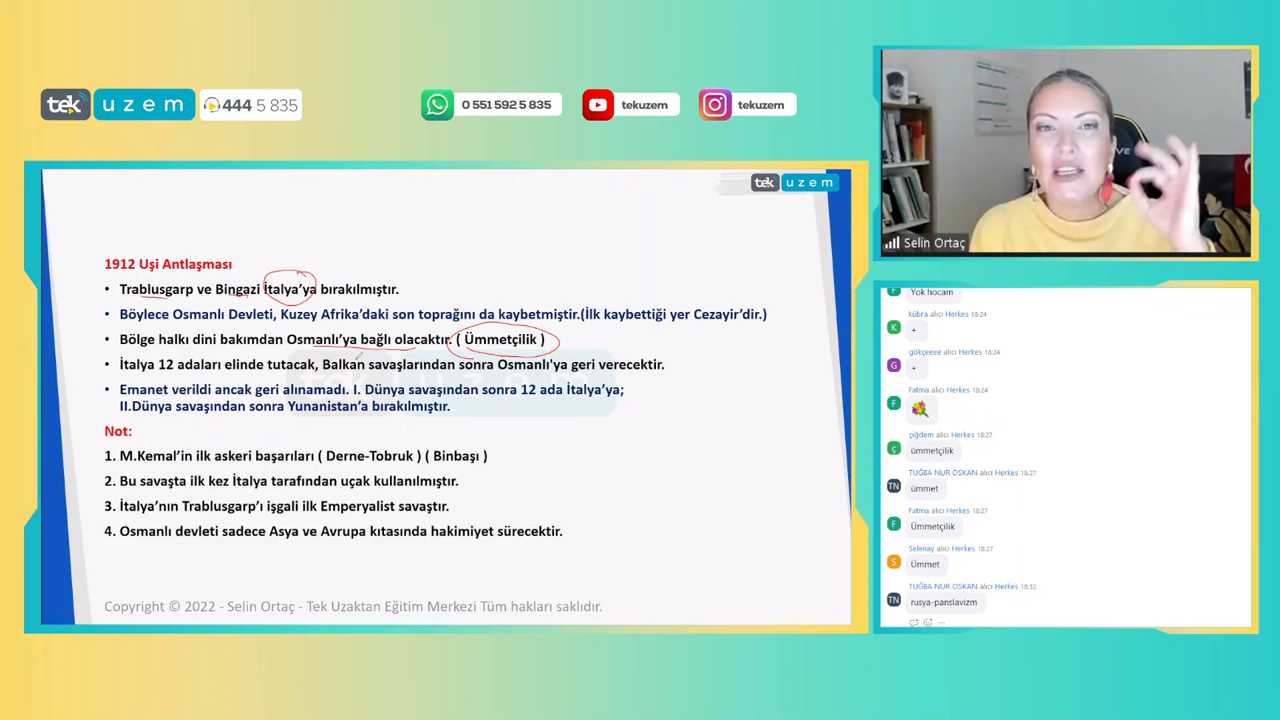 tek uzem 444 5 835
0 551 592 5 835
tekuzem
tekuzem
tek uzem
1912 Uşi Antlaşması
• Trablusgarp ve Bingazi İtalya'ya bırakılmıştır.
• Böylece Osmanlı Devleti, Kuzey Afrika'daki son toprağını da kaybetmiştir.(İlk kaybettiği yer Cezayir'dir.)
• Bölge halkı dini bakımdan Osmanlı'ya bağlı olacaktır. ( Ümmetçilik )
• İtalya 12 adaları elinde tutacak, Balkan savaşlarından sonra Osmanlı'ya geri verecektir.
• Emanet verildi ancak geri alınamadı. I. Dünya savaşından sonra 12 ada İtalya'ya;
II.Dünya savaşından sonra Yunanistan'a bırakılmıştır.
Not:
1. M.Kemal'in ilk askeri başarıları ( Derne-Tobruk ) ( Binbaşı )
2. Bu savaşta ilk kez İtalya tarafından uçak kullanılmıştır.
3. İtalya'nın Trablusgarp'ı işgali ilk Emperyalist savaştır.
4. Osmanlı devleti sadece Asya ve Avrupa kıtasında hakimiyet sürecektir.
Copyright © 2022 - Selin Ortaç - Tek Uzaktan Eğitim Merkezi Tüm hakları saklıdır.
Selin Ortaç
F
Yok hocam
kübra alıcı Herkes 18:24
K +
gökçeeee alıcı Herkes 18:24
G +
Fatma alıcı Herkes 18:24
F
çiğdem alıcı Herkes 18:27
Ç ümmetçilik
TUĞBA NUR OSKAN alıcı Herkes 18:27
TN ümmet
Fatma alıcı Herkes 18:27
F Ümmetçilik
Selenay alıcı Herkes 18:27
S Ümmet
TUĞBA NUR OSKAN alıcı Herkes 18:32
TN rusya-panslavizm